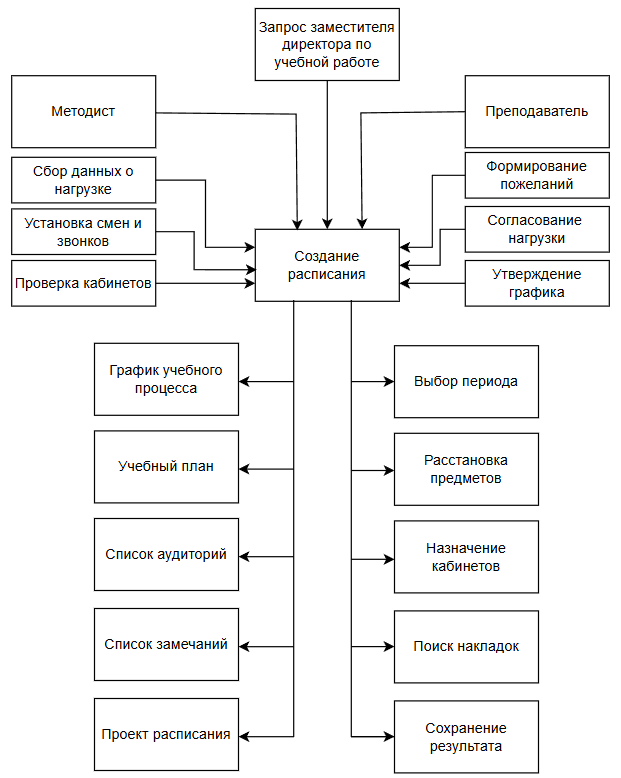 Запрос заместителя
директора по
учебной работе
Методист
Преподаватель
Сбор данных о
нагрузке
Формирование
пожеланий
Установка смен и
звонков
Согласование
нагрузки
Создание
расписания
Проверка кабинетов
Утверждение
графика
График учебного
процесса
Выбор периода
Учебный план
Расстановка
предметов
Список аудиторий
Назначение
кабинетов
Список замечаний
Поиск накладок
Проект расписания
Сохранение
результата